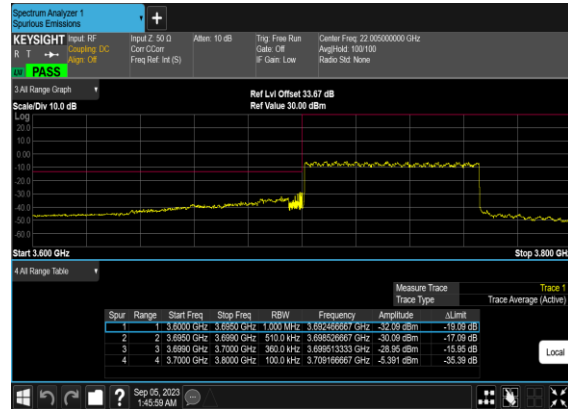 Spectrum Analyzer 1
Spurious Emissions
+
KEYSIGHT Input: RF Input Z: 50 Ω Atten: 10 dB Trig: Free Run Center Freq: 22.005000000 GHz
R T Coupling: DC Corr CCorr Gate: Off Avg|Hold: 100/100
Align: Off Freq Ref: Int (S) IF Gain: Low Radio Std: None
LW PASS
3 All Range Graph
Ref Lvl Offset 33.67 dB
Scale/Div 10.0 dB Ref Value 30.00 dBm
Log
20.0
10.0
0.00
-10.0
-20.0
-30.0
-40.0
-50.0
-60.0
Start 3.600 GHz Stop 3.800 GHz
4 All Range Table
Measure Trace Trace 1
Trace Type Trace Average (Active)
Spur Range Start Freq Stop Freq RBW Frequency Amplitude ΔLimit
1 1 3.6000 GHz 3.6950 GHz 1.000 MHz 3.692466667 GHz -32.09 dBm -19.09 dB
2 2 3.6950 GHz 3.6990 GHz 510.0 kHz 3.698526667 GHz -30.09 dBm -17.09 dB
3 3 3.6990 GHz 3.7000 GHz 360.0 kHz 3.699513333 GHz -28.95 dBm -15.95 dB
4 4 3.7000 GHz 3.8000 GHz 100.0 kHz 3.709166667 GHz -5.391 dBm -35.39 dB
Local
? Sep 05, 2023
1:45:59 AM